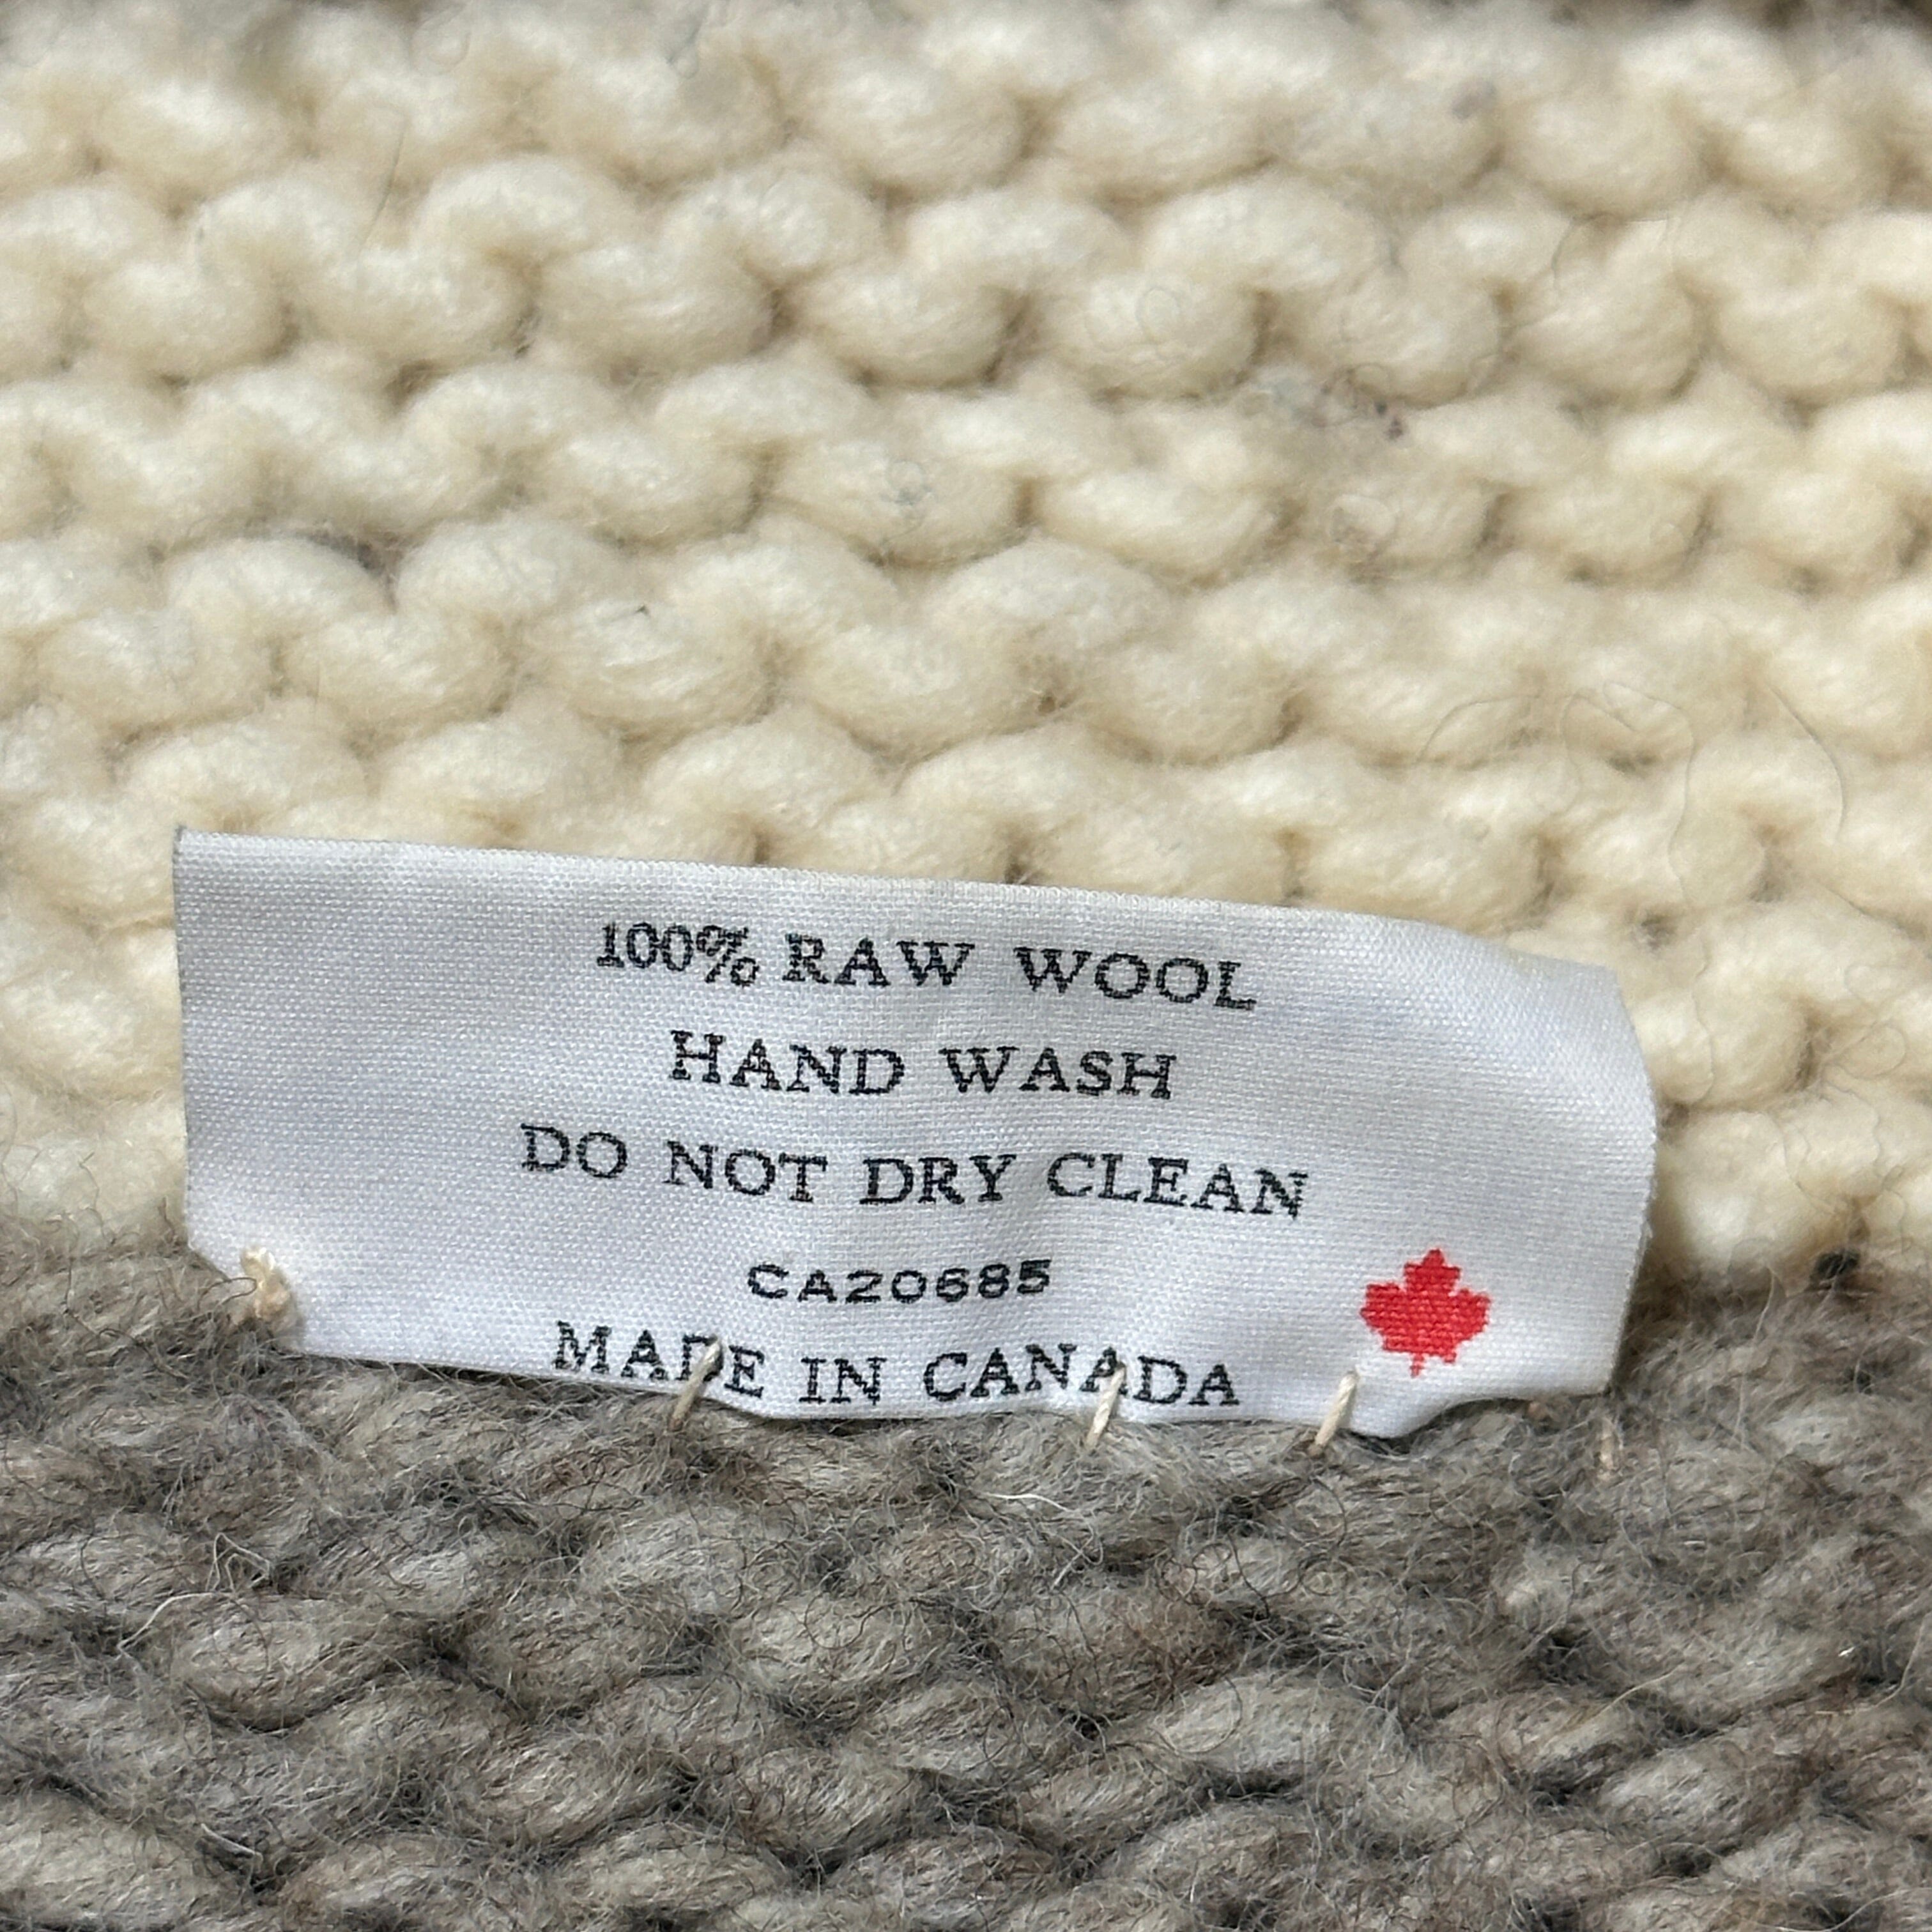 100% RAW WOOL
HAND WASH
DO NOT DRY CLEAN
CA20685
MADE IN CANADA